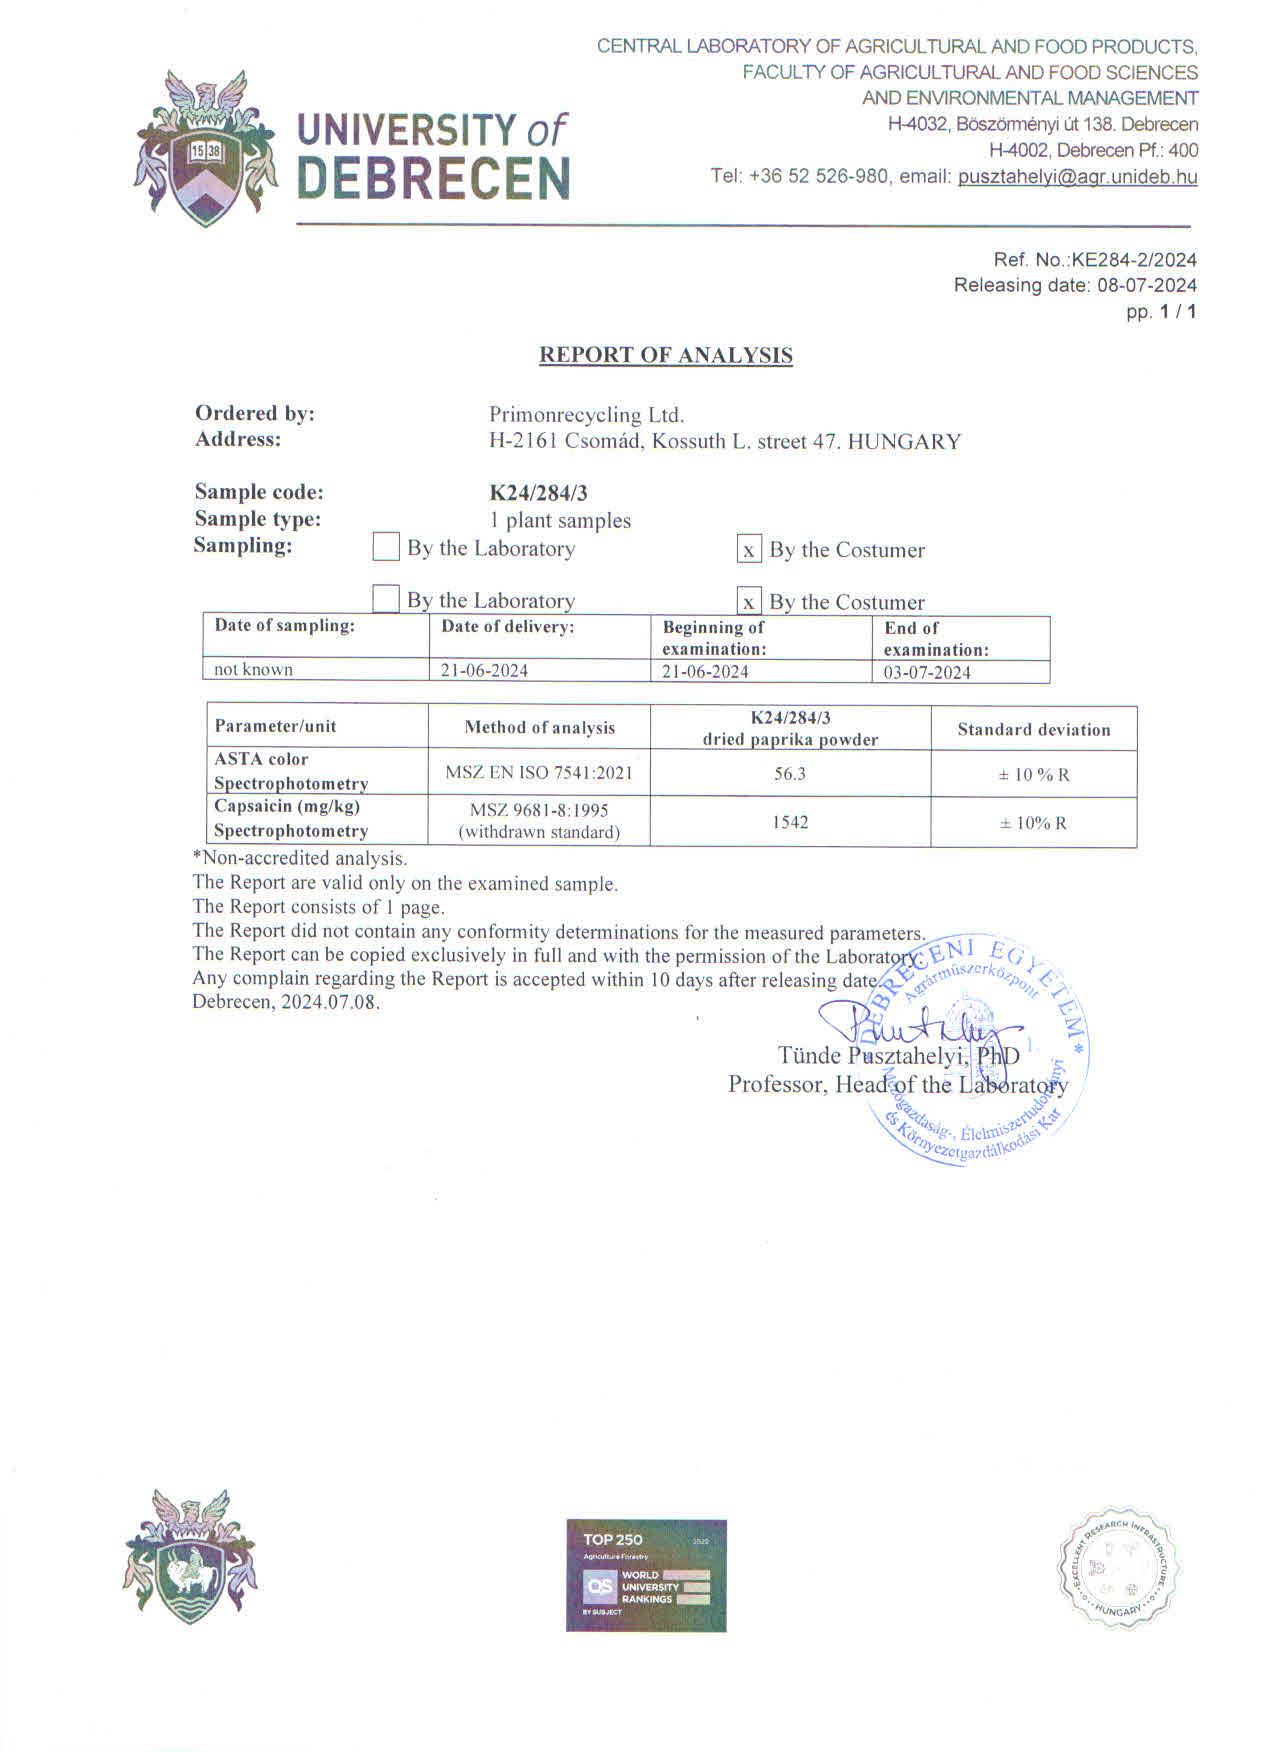 CENTRAL LABORATORY OF AGRICULTURAL AND FOOD PRODUCTS,
FACULTY OF AGRICULTURAL AND FOOD SCIENCES
AND ENVIRONMENTAL MANAGEMENT
H-4032, Böszörményi út 138. Debrecen
H-4002, Debrecen Pf.: 400
Tel: +36 52 526-980, email: pusztahelyi@agr.unideb.hu
15 38
UNIVERSITY of
DEBRECEN
Ref. No.:KE284-2/2024
Releasing date: 08-07-2024
pp. 1 / 1
REPORT OF ANALYSIS
Ordered by: Primonrecycling Ltd.
Address: H-2161 Csomád, Kossuth L. street 47. HUNGARY
Sample code: K24/284/3
Sample type: 1 plant samples
Sampling: By the Laboratory x By the Costumer
By the Laboratory x By the Costumer
Date of sampling: Date of delivery: Beginning of examination: End of examination:
not known 21-06-2024 21-06-2024 03-07-2024
Parameter/unit Method of analysis K24/284/3 dried paprika powder Standard deviation
ASTA color Spectrophotometry MSZ EN ISO 7541:2021 56.3 ± 10 % R
Capsaicin (mg/kg) Spectrophotometry MSZ 9681-8:1995 (withdrawn standard) 1542 ± 10% R
*Non-accredited analysis.
The Report are valid only on the examined sample.
The Report consists of 1 page.
The Report did not contain any conformity determinations for the measured parameters.
The Report can be copied exclusively in full and with the permission of the Laboratory.
Any complain regarding the Report is accepted within 10 days after releasing date.
Debrecen, 2024.07.08.
Tünde Pusztahelyi, PhD
Professor, Head of the Laboratory
* DEBRECENI EGYETEM *
Agrárműszerközpont
1.
Mezőgazdaság-, Élelmiszertudományi
és Környezetgazdálkodási Kar
TOP 250 2022
Agriculture Forestry
QS WORLD
UNIVERSITY
RANKINGS
BY SUBJECT
EXCELLENT RESEARCH INFRASTRUCTURE
HUNGARY